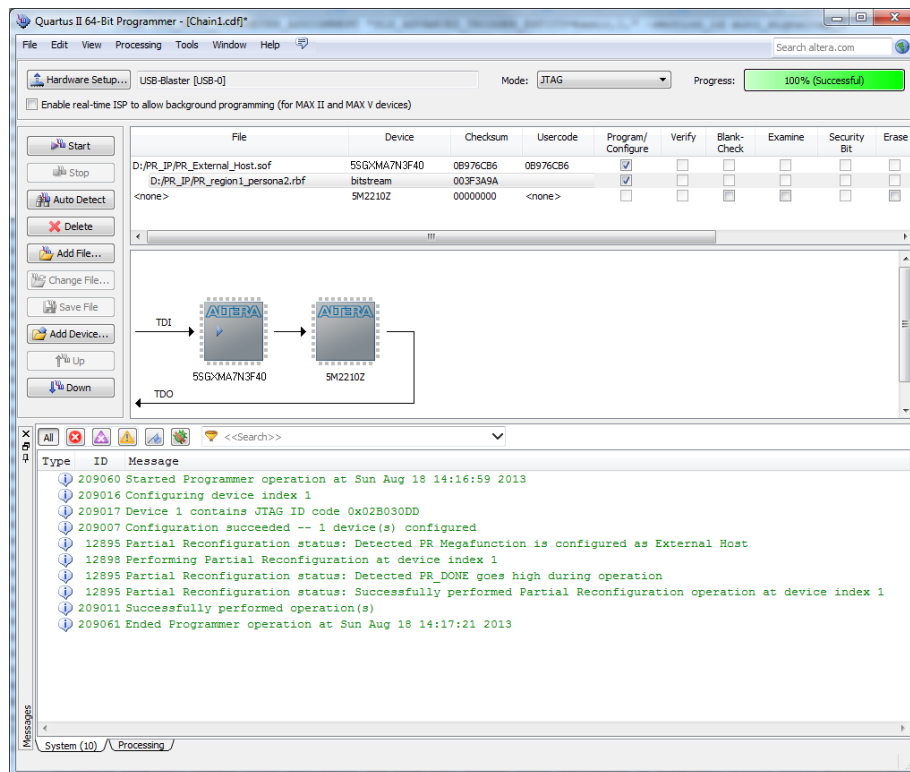 Quartus II 64-Bit Programmer - [Chain1.cdf]*
File Edit View Processing Tools Window Help
Search altera.com
Hardware Setup... USB-Blaster [USB-0] Mode: JTAG Progress: 100% (Successful)
Enable real-time ISP to allow background programming (for MAX II and MAX V devices)
File Device Checksum Usercode Program/ Configure Verify Blank- Check Examine Security Bit Erase
Start
Stop
Auto Detect
Delete
Add File...
Change File...
Save File
Add Device...
Up
Down
D:/PR_IP/PR_External_Host.sof 5SGXMA7N3F40 0B976CB6 0B976CB6
D:/PR_IP/PR_region1_persona2.rbf bitstream 003F3A9A
<none> 5M2210Z 00000000 <none>
ALTERA ALTERA
TDI
5SGXMA7N3F40 5M2210Z
TDO
All <<Search>>
Type ID Message
209060 Started Programmer operation at Sun Aug 18 14:16:59 2013
209016 Configuring device index 1
209017 Device 1 contains JTAG ID code 0x02B030DD
209007 Configuration succeeded -- 1 device(s) configured
12895 Partial Reconfiguration status: Detected PR Megafunction is configured as External Host
12898 Performing Partial Reconfiguration at device index 1
12895 Partial Reconfiguration status: Detected PR_DONE goes high during operation
12895 Partial Reconfiguration status: Successfully performed Partial Reconfiguration operation at device index 1
209011 Successfully performed operation(s)
209061 Ended Programmer operation at Sun Aug 18 14:17:21 2013
Messages
System (10) Processing